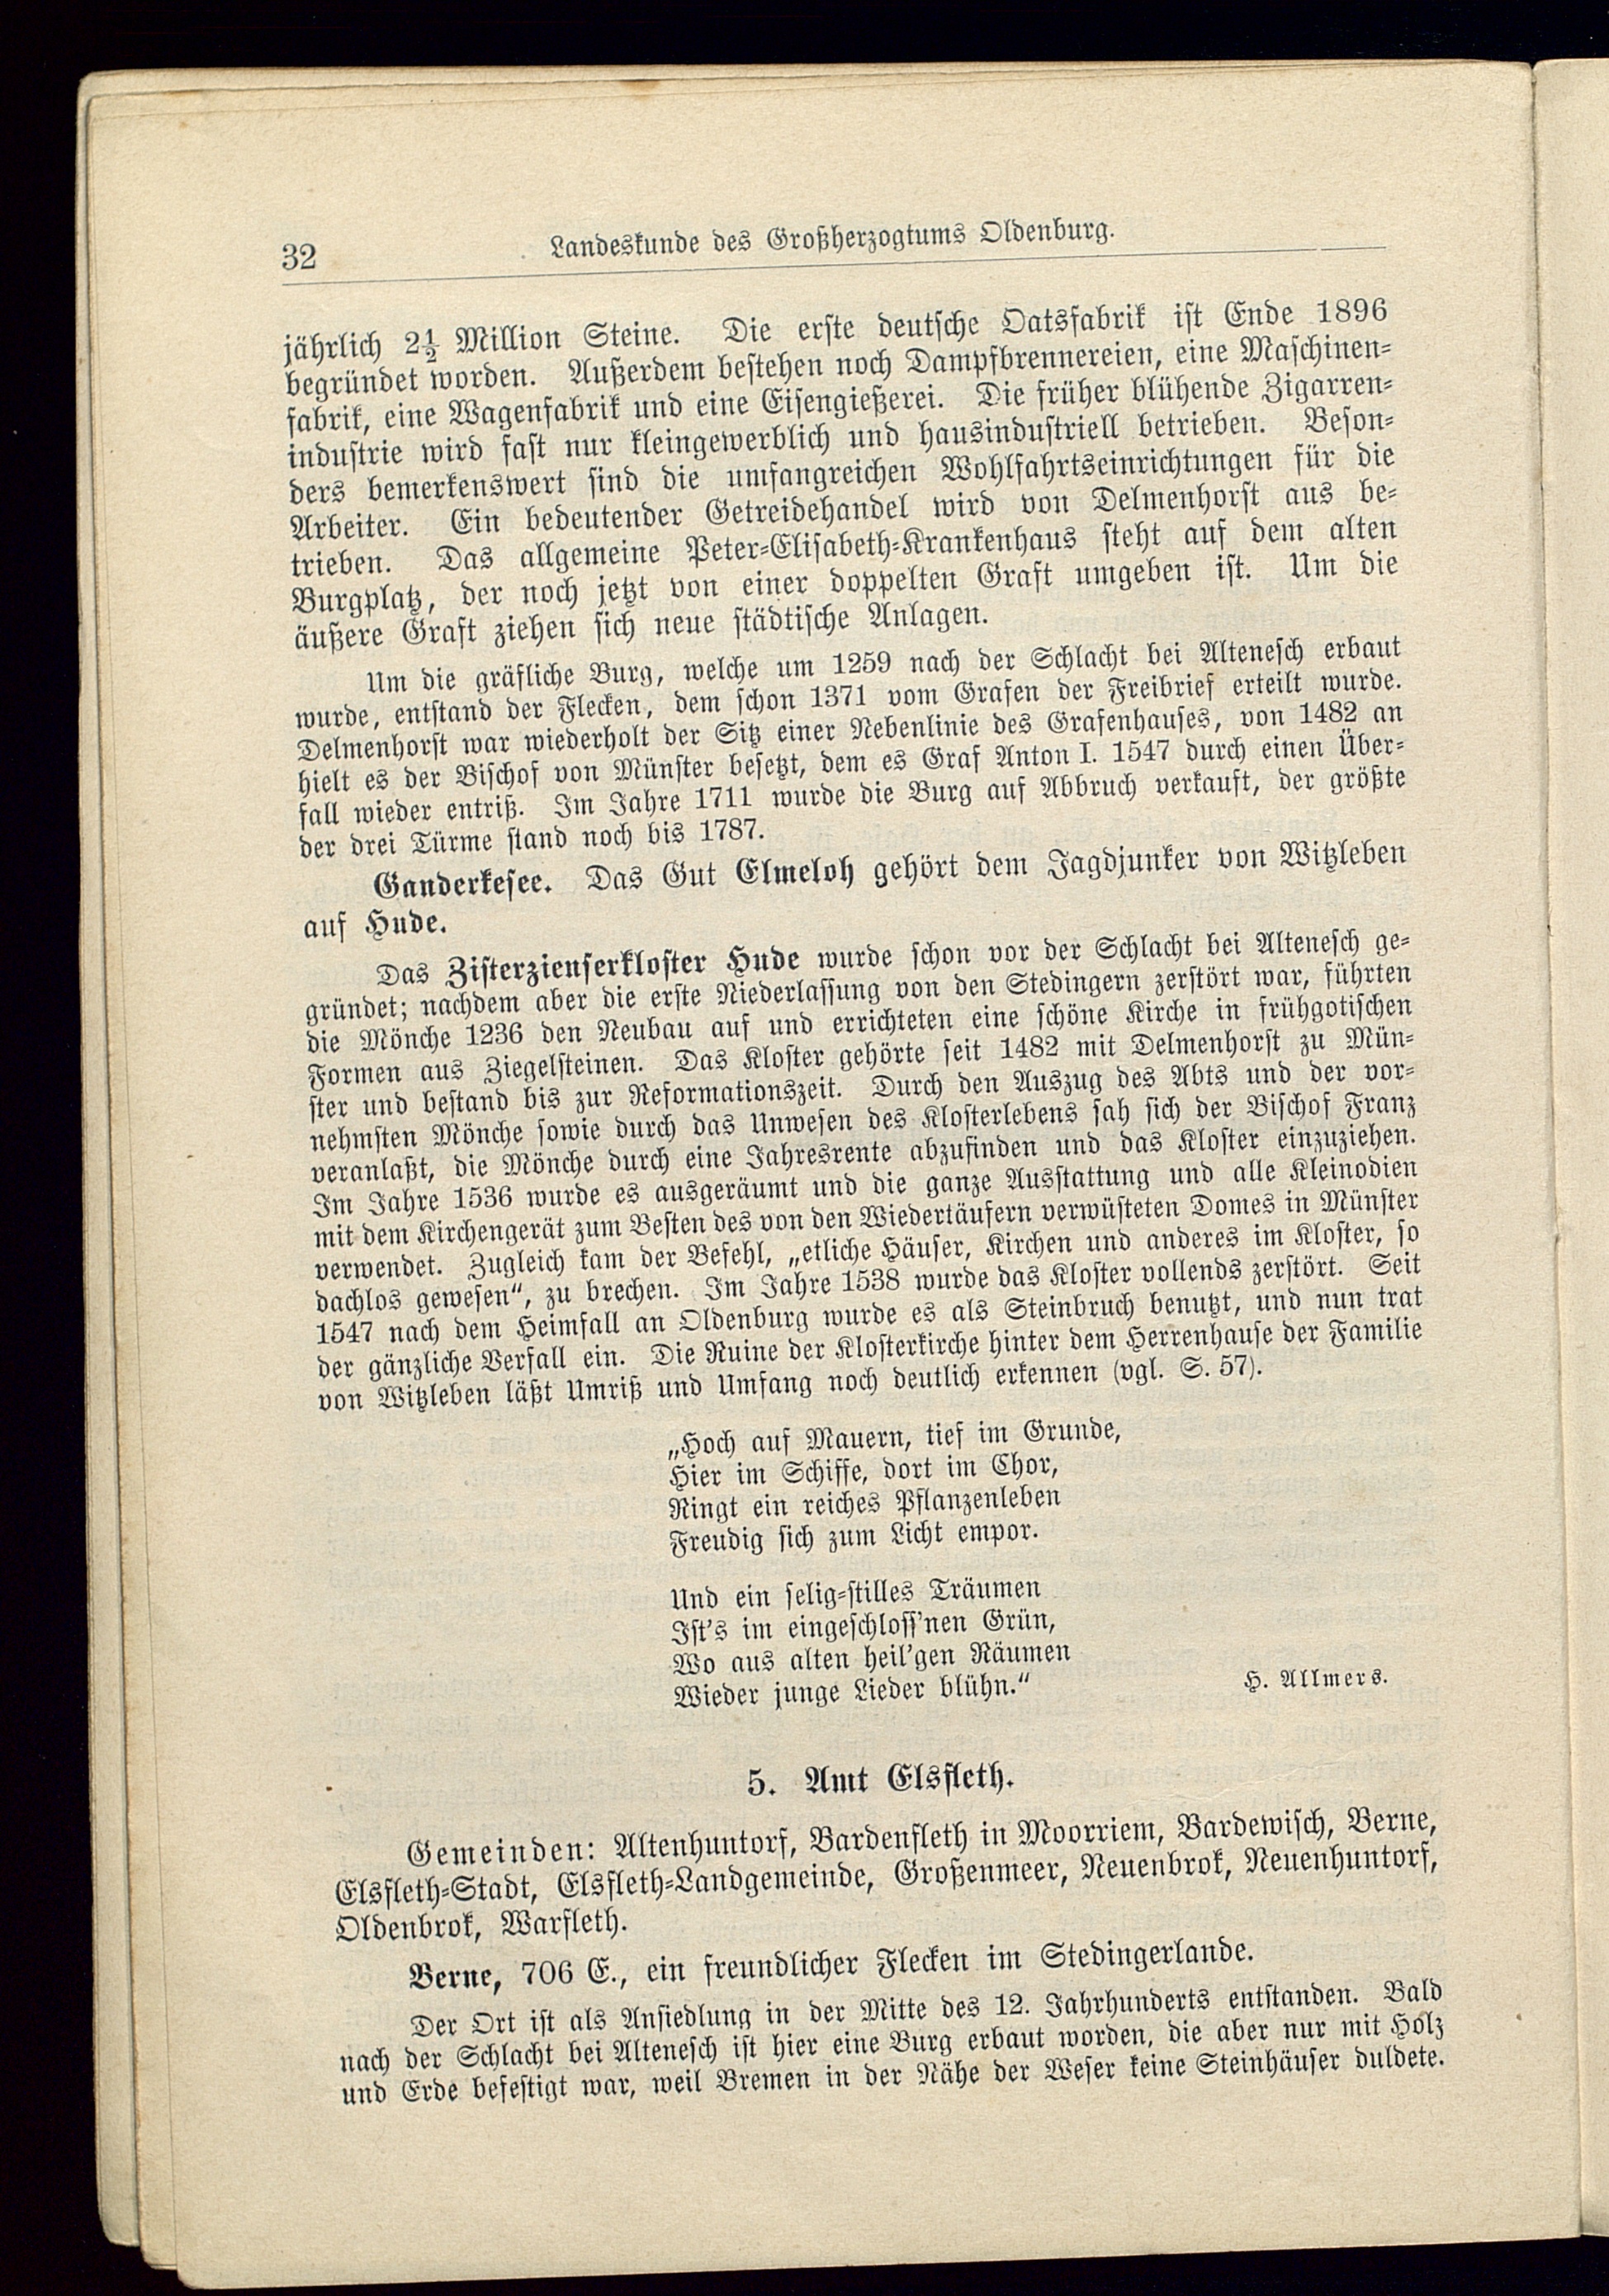 32
Landeskunde des Großherzogtums Oldenburg.
jährlich 2½ Million Steine. Die erste deutsche Oatsfabrik ist Ende 1896
begründet worden. Außerdem bestehen noch Dampfbrennereien, eine Maschinen-
fabrik, eine Wagenfabrik und eine Eisengießerei. Die früher blühende Zigarren-
industrie wird fast nur kleingewerblich und hausindustriell betrieben. Beson-
ders bemerkenswert sind die umfangreichen Wohlfahrtseinrichtungen für die
Arbeiter. Ein bedeutender Getreidehandel wird von Delmenhorst aus be-
trieben. Das allgemeine Peter-Elisabeth-Krankenhaus steht auf dem alten
Burgplatz, der noch jetzt von einer doppelten Graft umgeben ist. Um die
äußere Graft ziehen sich neue städtische Anlagen.
Um die gräfliche Burg, welche um 1259 nach der Schlacht bei Altenesch erbaut
wurde, entstand der Flecken, dem schon 1371 vom Grafen der Freibrief erteilt wurde.
Delmenhorst war wiederholt der Sitz einer Nebenlinie des Grafenhauses, von 1482 an
hielt es der Bischof von Münster besetzt, dem es Graf Anton I. 1547 durch einen Über-
fall wieder entriß. Im Jahre 1711 wurde die Burg auf Abbruch verkauft, der größte
der drei Türme stand noch bis 1787.
Ganderkesee. Das Gut Elmeloh gehört dem Jagdjunker von Witzleben
auf Hude.
Das Zisterzienserkloster Hude wurde schon vor der Schlacht bei Altenesch ge-
gründet; nachdem aber die erste Niederlassung von den Stedingern zerstört war, führten
die Mönche 1236 den Neubau auf und errichteten eine schöne Kirche in frühgotischen
Formen aus Ziegelsteinen. Das Kloster gehörte seit 1482 mit Delmenhorst zu Mün-
ster und bestand bis zur Reformationszeit. Durch den Auszug des Abts und der vor-
nehmsten Mönche sowie durch das Unwesen des Klosterlebens sah sich der Bischof Franz
veranlaßt, die Mönche durch eine Jahresrente abzufinden und das Kloster einzuziehen.
Im Jahre 1536 wurde es ausgeräumt und die ganze Ausstattung und alle Kleinodien
mit dem Kirchengerät zum Besten des von den Wiedertäufern verwüsteten Domes in Münster
verwendet. Zugleich kam der Befehl, „etliche Häuser, Kirchen und anderes im Kloster, so
dachlos gewesen“, zu brechen. Im Jahre 1538 wurde das Kloster vollends zerstört. Seit
1547 nach dem Heimfall an Oldenburg wurde es als Steinbruch benutzt, und nun trat
der gänzliche Verfall ein. Die Ruine der Klosterkirche hinter dem Herrenhause der Familie
von Witzleben läßt Umriß und Umfang noch deutlich erkennen (vgl. S. 57).
„Hoch auf Mauern, tief im Grunde,
Hier im Schiffe, dort im Chor,
Ringt ein reiches Pflanzenleben
Freudig sich zum Licht empor.
Und ein selig-stilles Träumen
Ist's im eingeschloss'nen Grün,
Wo aus alten heil'gen Räumen
Wieder junge Lieder blühn.“
H. Allmers.
5. Amt Elsfleth.
Gemeinden: Altenhuntorf, Bardenfleth in Moorriem, Bardewisch, Berne,
Elsfleth-Stadt, Elsfleth-Landgemeinde, Großenmeer, Neuenbrok, Neuenhuntorf,
Oldenbrok, Warfleth.
Berne, 706 E., ein freundlicher Flecken im Stedingerlande.
Der Ort ist als Ansiedlung in der Mitte des 12. Jahrhunderts entstanden. Bald
nach der Schlacht bei Altenesch ist hier eine Burg erbaut worden, die aber nur mit Holz
und Erde befestigt war, weil Bremen in der Nähe der Weser keine Steinhäuser duldete.